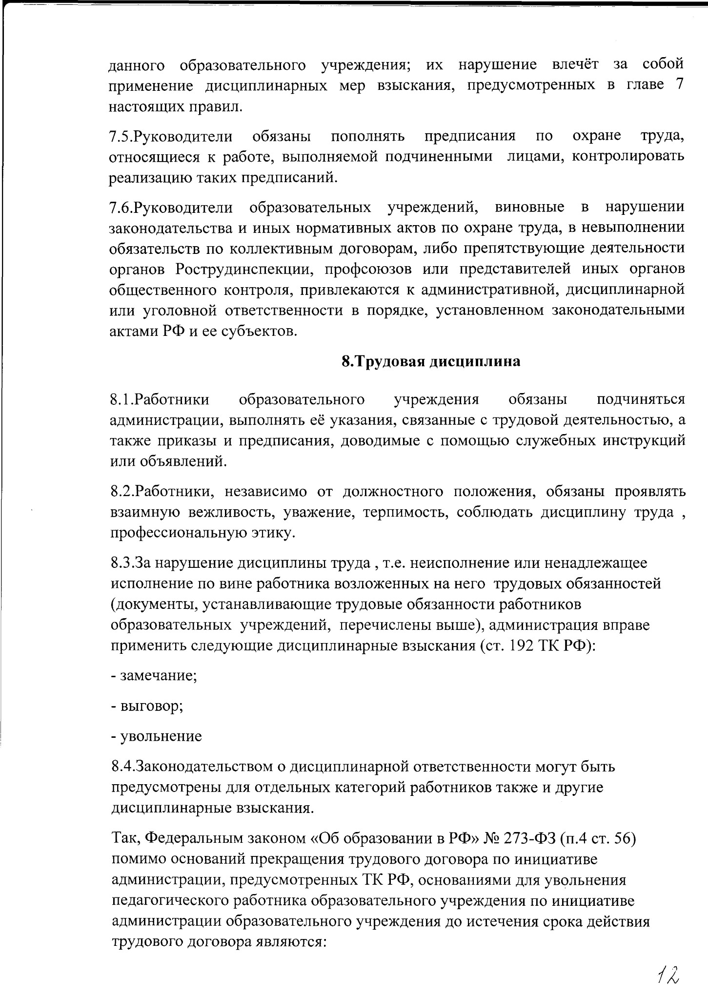 данного образовательного учреждения; их нарушение влечёт за собой
применение дисциплинарных мер взыскания, предусмотренных в главе 7
настоящих правил.
7.5.Руководители обязаны пополнять предписания по охране труда,
относящиеся к работе, выполняемой подчиненными лицами, контролировать
реализацию таких предписаний.
7.6.Руководители образовательных учреждений, виновные в нарушении
законодательства и иных нормативных актов по охране труда, в невыполнении
обязательств по коллективным договорам, либо препятствующие деятельности
органов Рострудинспекции, профсоюзов или представителей иных органов
общественного контроля, привлекаются к административной, дисциплинарной
или уголовной ответственности в порядке, установленном законодательными
актами РФ и ее субъектов.
8.Трудовая дисциплина
8.1.Работники образовательного учреждения обязаны подчиняться
администрации, выполнять её указания, связанные с трудовой деятельностью, а
также приказы и предписания, доводимые с помощью служебных инструкций
или объявлений.
8.2.Работники, независимо от должностного положения, обязаны проявлять
взаимную вежливость, уважение, терпимость, соблюдать дисциплину труда ,
профессиональную этику.
8.3.За нарушение дисциплины труда , т.е. неисполнение или ненадлежащее
исполнение по вине работника возложенных на него трудовых обязанностей
(документы, устанавливающие трудовые обязанности работников
образовательных учреждений, перечислены выше), администрация вправе
применить следующие дисциплинарные взыскания (ст. 192 ТК РФ):
- замечание;
- выговор;
- увольнение
8.4.Законодательством о дисциплинарной ответственности могут быть
предусмотрены для отдельных категорий работников также и другие
дисциплинарные взыскания.
Так, Федеральным законом «Об образовании в РФ» № 273-ФЗ (п.4 ст. 56)
помимо оснований прекращения трудового договора по инициативе
администрации, предусмотренных ТК РФ, основаниями для увольнения
педагогического работника образовательного учреждения по инициативе
администрации образовательного учреждения до истечения срока действия
трудового договора являются:
12